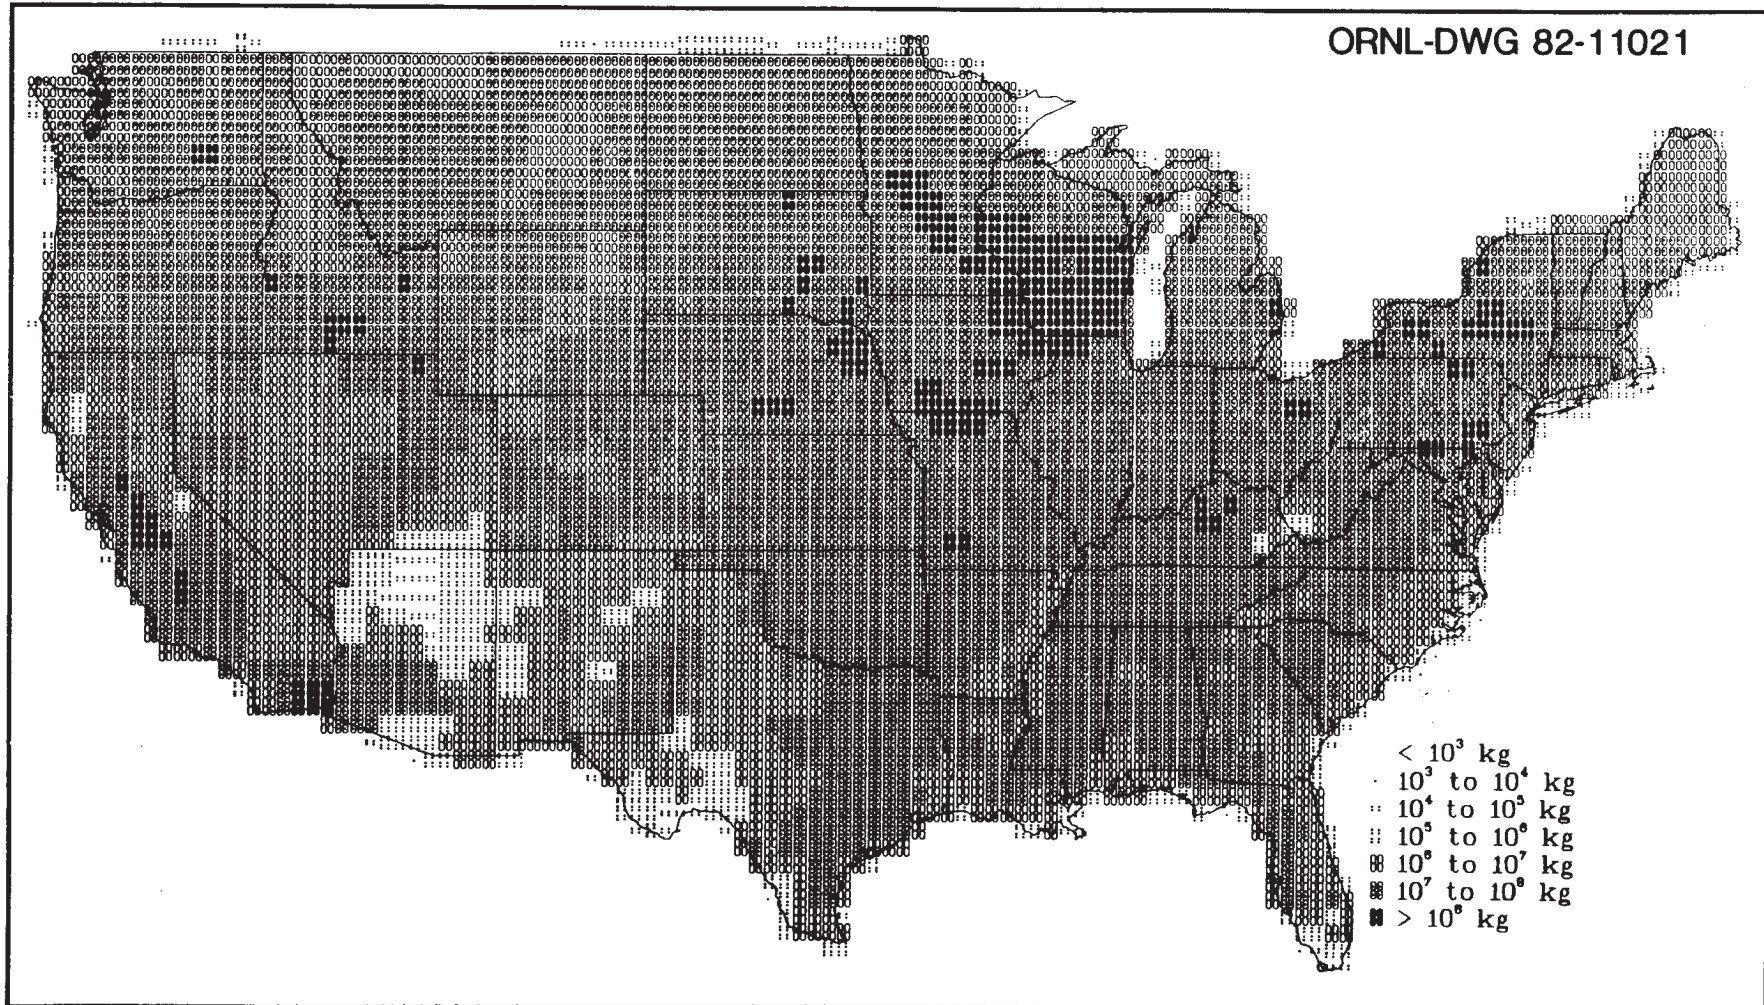 ORNL-DWG 82-11021
< 10³ kg
· 10³ to 10⁴ kg
:: 10⁴ to 10⁵ kg
:: 10⁵ to 10⁶ kg
10⁶ to 10⁷ kg
10⁷ to 10⁸ kg
> 10⁸ kg